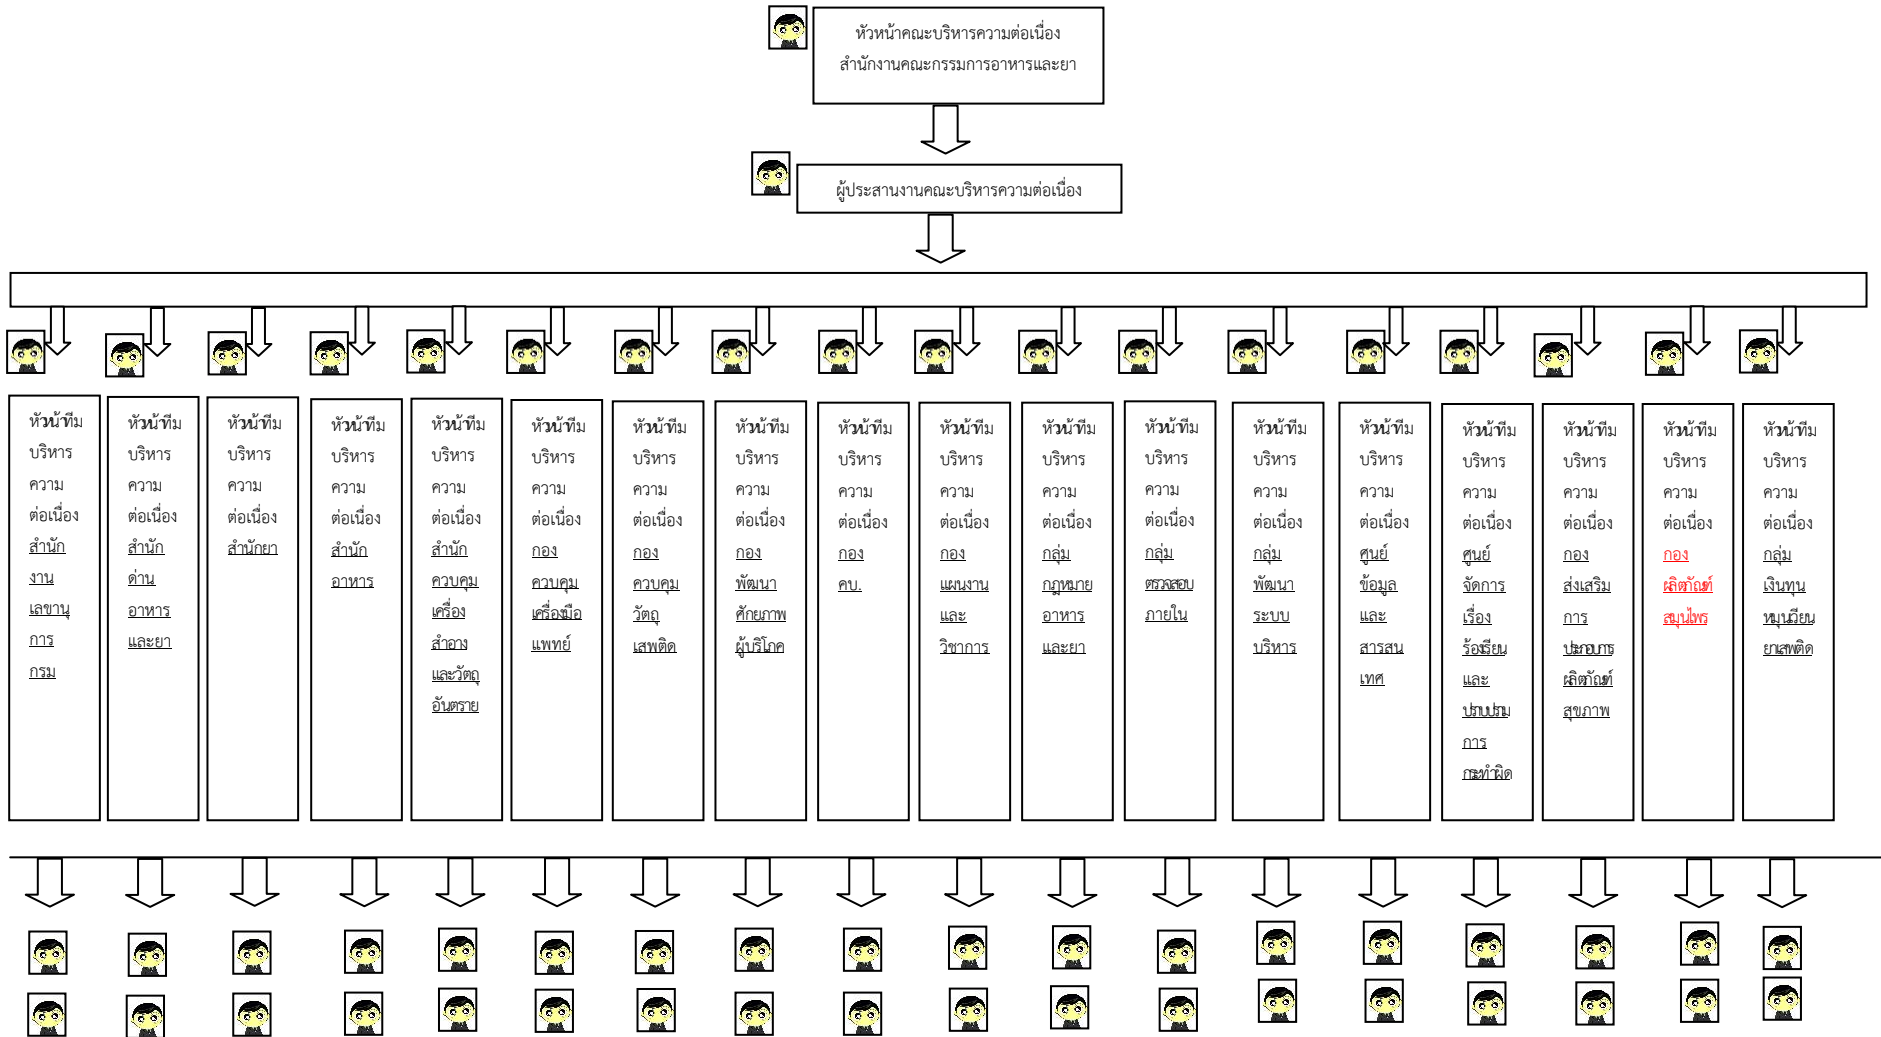 หัวหน้าคณะบริหารความต่อเนื่อง
สำนักงานคณะกรรมการอาหารและยา
ผู้ประสานงานคณะบริหารความต่อเนื่อง
หัวหน้าทีม
บริหาร
ความ
ต่อเนื่อง
สำนัก
งาน
เลขานุ
การ
กรม
หัวหน้าทีม
บริหาร
ความ
ต่อเนื่อง
สำนัก
ด่าน
อาหาร
และยา
หัวหน้าทีม
บริหาร
ความ
ต่อเนื่อง
สำนักยา
หัวหน้าทีม
บริหาร
ความ
ต่อเนื่อง
สำนัก
อาหาร
หัวหน้าทีม
บริหาร
ความ
ต่อเนื่อง
สำนัก
ควบคุม
เครื่อง
สำอาง
และวัตถุ
อันตราย
หัวหน้าทีม
บริหาร
ความ
ต่อเนื่อง
กอง
ควบคุม
เครื่องมือ
แพทย์
หัวหน้าทีม
บริหาร
ความ
ต่อเนื่อง
กอง
ควบคุม
วัตถุ
เสพติด
หัวหน้าทีม
บริหาร
ความ
ต่อเนื่อง
กอง
พัฒนา
ศักยภาพ
ผู้บริโภค
หัวหน้าทีม
บริหาร
ความ
ต่อเนื่อง
กอง
คบ.
หัวหน้าทีม
บริหาร
ความ
ต่อเนื่อง
กอง
แผนงาน
และ
วิชาการ
หัวหน้าทีม
บริหาร
ความ
ต่อเนื่อง
กลุ่ม
กฎหมาย
อาหาร
และยา
หัวหน้าทีม
บริหาร
ความ
ต่อเนื่อง
กลุ่ม
ตรวจสอบ
ภายใน
หัวหน้าทีม
บริหาร
ความ
ต่อเนื่อง
กลุ่ม
พัฒนา
ระบบ
บริหาร
หัวหน้าทีม
บริหาร
ความ
ต่อเนื่อง
ศูนย์
ข้อมูล
และ
สารสน
เทศ
หัวหน้าทีม
บริหาร
ความ
ต่อเนื่อง
ศูนย์
จัดการ
เรื่อง
ร้องเรียน
และ
ปราบปราม
การ
กระทำผิด
หัวหน้าทีม
บริหาร
ความ
ต่อเนื่อง
กอง
ส่งเสริม
การ
ประกอบการ
ผลิตภัณฑ์
สุขภาพ
หัวหน้าทีม
บริหาร
ความ
ต่อเนื่อง
กอง
ผลิตภัณฑ์
สมุนไพร
หัวหน้าทีม
บริหาร
ความ
ต่อเนื่อง
กลุ่ม
เงินทุน
หมุนเวียน
ยาเสพติด